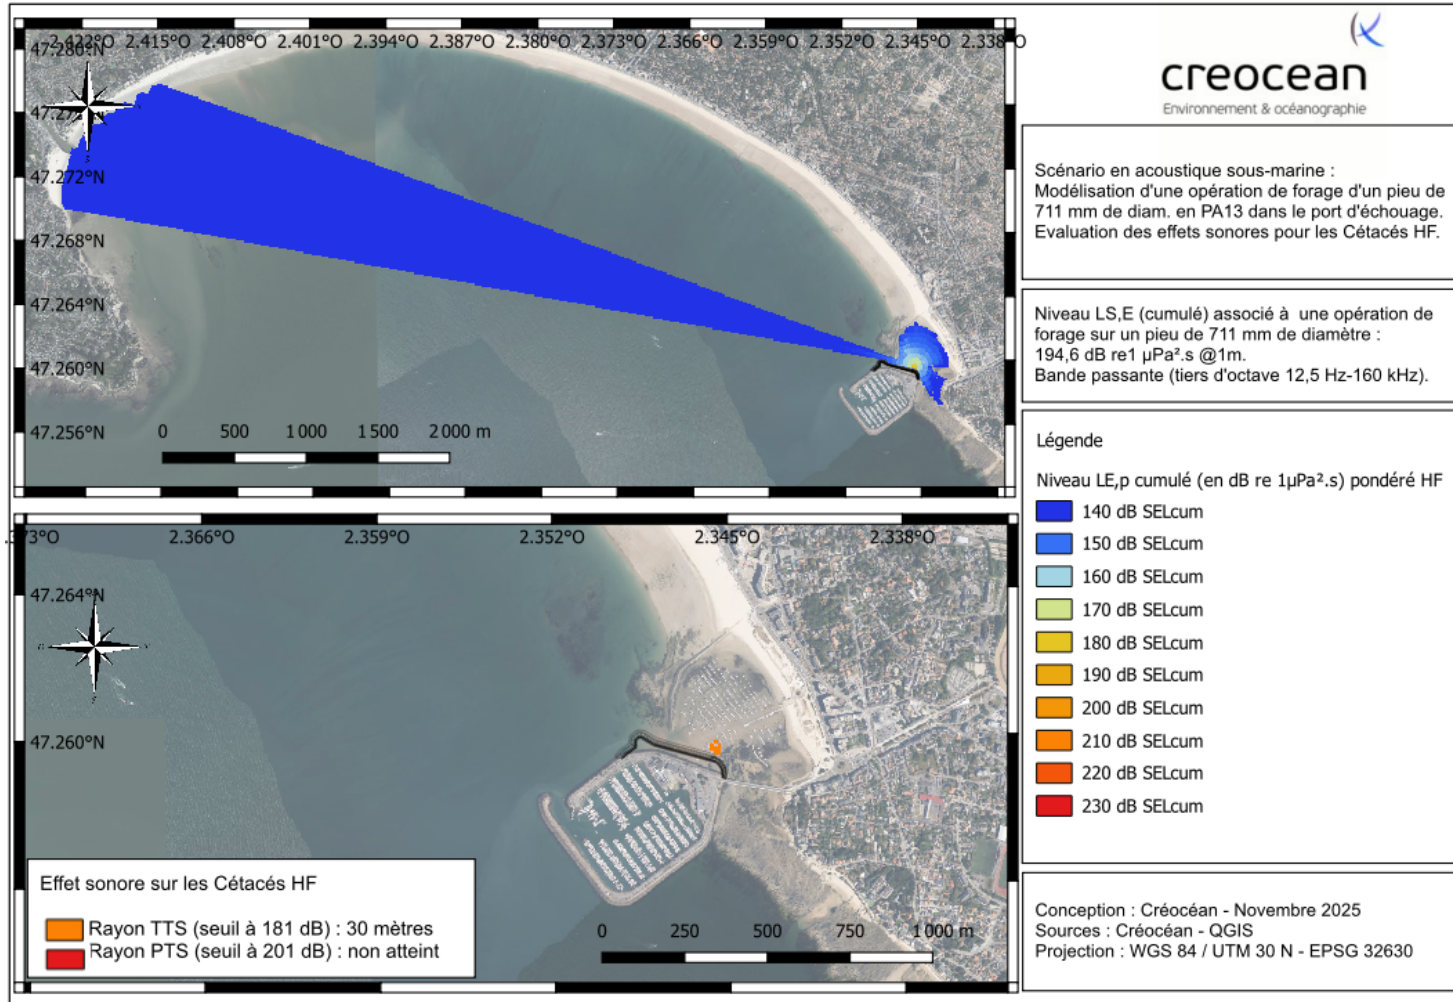 2.422°O 2.415°O 2.408°O 2.401°O 2.394°O 2.387°O 2.380°O 2.373°O 2.366°O 2.359°O 2.352°O 2.345°O 2.338°O
47.280°N
47.272°N
47.268°N
47.264°N
47.260°N
47.256°N
0 500 1 000 1 500 2 000 m
2.366°O 2.359°O 2.352°O 2.345°O 2.338°O
47.264°N
47.260°N
Effet sonore sur les Cétacés HF
Rayon TTS (seuil à 181 dB) : 30 mètres
Rayon PTS (seuil à 201 dB) : non atteint
0 250 500 750 1 000 m
creocean
Environnement & océanographie
Scénario en acoustique sous-marine :
Modélisation d'une opération de forage d'un pieu de
711 mm de diam. en PA13 dans le port d'échouage.
Evaluation des effets sonores pour les Cétacés HF.
Niveau LS,E (cumulé) associé à une opération de
forage sur un pieu de 711 mm de diamètre :
194,6 dB re1 µPa².s @1m.
Bande passante (tiers d'octave 12,5 Hz-160 kHz).
Légende
Niveau LE,p cumulé (en dB re 1µPa².s) pondéré HF
140 dB SELcum
150 dB SELcum
160 dB SELcum
170 dB SELcum
180 dB SELcum
190 dB SELcum
200 dB SELcum
210 dB SELcum
220 dB SELcum
230 dB SELcum
Conception : Créocéan - Novembre 2025
Sources : Créocéan - QGIS
Projection : WGS 84 / UTM 30 N - EPSG 32630